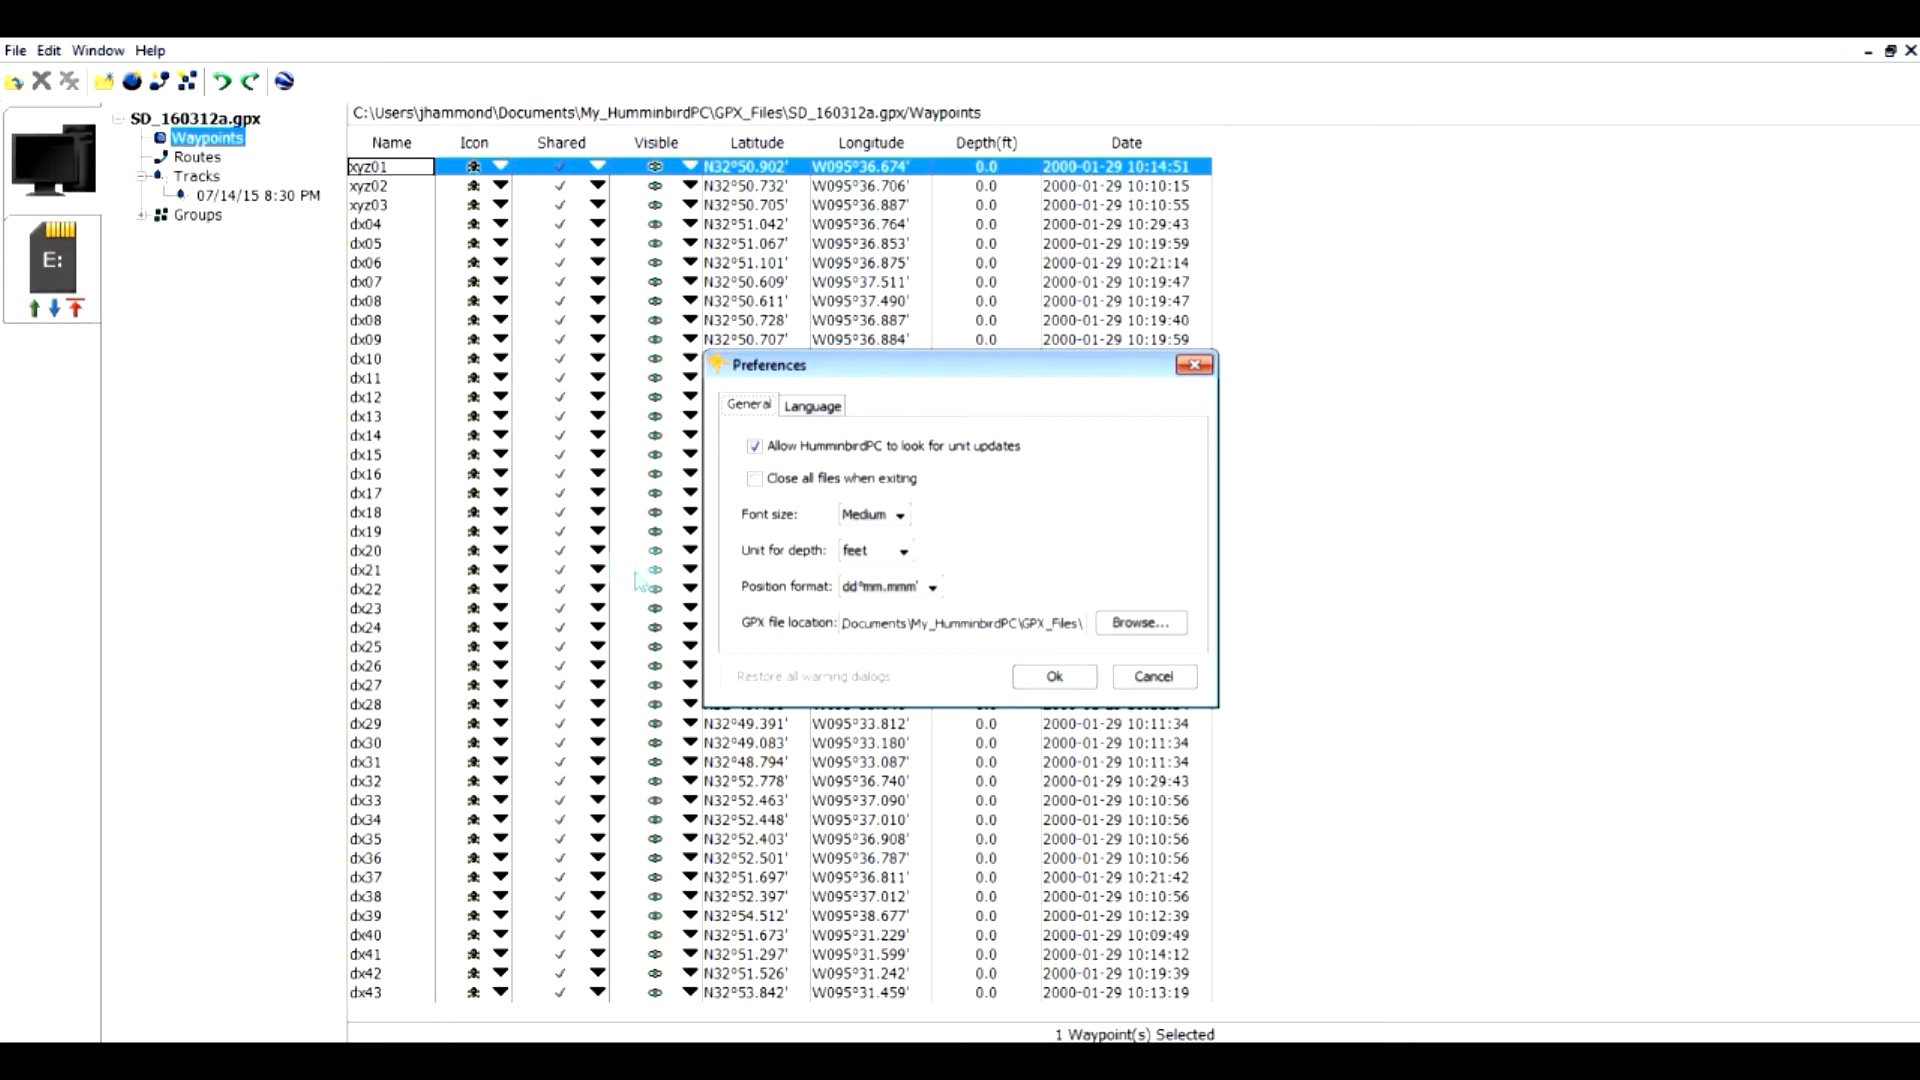 File Edit Window Help
SD_160312a.gpx
Waypoints
Routes
Tracks
07/14/15 8:30 PM
Groups
E:
C:\Users\jhammond\Documents\My_HumminbirdPC\GPX_Files\SD_160312a.gpx/Waypoints
Name Icon Shared Visible Latitude Longitude Depth(ft) Date
xyz01 N32°50.902' W095°36.674' 0.0 2000-01-29 10:14:51
xyz02 N32°50.732' W095°36.706' 0.0 2000-01-29 10:10:15
xyz03 N32°50.705' W095°36.887' 0.0 2000-01-29 10:10:55
dx04 N32°51.042' W095°36.764' 0.0 2000-01-29 10:29:43
dx05 N32°51.067' W095°36.853' 0.0 2000-01-29 10:19:59
dx06 N32°51.101' W095°36.875' 0.0 2000-01-29 10:21:14
dx07 N32°50.609' W095°37.511' 0.0 2000-01-29 10:19:47
dx08 N32°50.611' W095°37.490' 0.0 2000-01-29 10:19:47
dx08 N32°50.728' W095°36.887' 0.0 2000-01-29 10:19:40
dx09 N32°50.707' W095°36.884' 0.0 2000-01-29 10:19:59
dx10
dx11
dx12
dx13
dx14
dx15
dx16
dx17
dx18
dx19
dx20
dx21
dx22
dx23
dx24
dx25
dx26
dx27
dx28
dx29 N32°49.391' W095°33.812' 0.0 2000-01-29 10:11:34
dx30 N32°49.083' W095°33.180' 0.0 2000-01-29 10:11:34
dx31 N32°48.794' W095°33.087' 0.0 2000-01-29 10:11:34
dx32 N32°52.778' W095°36.740' 0.0 2000-01-29 10:29:43
dx33 N32°52.463' W095°37.090' 0.0 2000-01-29 10:10:56
dx34 N32°52.448' W095°37.010' 0.0 2000-01-29 10:10:56
dx35 N32°52.403' W095°36.908' 0.0 2000-01-29 10:10:56
dx36 N32°52.501' W095°36.787' 0.0 2000-01-29 10:10:56
dx37 N32°51.697' W095°36.811' 0.0 2000-01-29 10:21:42
dx38 N32°52.397' W095°37.012' 0.0 2000-01-29 10:10:56
dx39 N32°54.512' W095°38.677' 0.0 2000-01-29 10:12:39
dx40 N32°51.673' W095°31.229' 0.0 2000-01-29 10:09:49
dx41 N32°51.297' W095°31.599' 0.0 2000-01-29 10:14:12
dx42 N32°51.526' W095°31.242' 0.0 2000-01-29 10:19:39
dx43 N32°53.842' W095°31.459' 0.0 2000-01-29 10:13:19
Preferences
General Language
Allow HumminbirdPC to look for unit updates
Close all files when exiting
Font size: Medium
Unit for depth: feet
Position format: dd°mm.mmm'
GPX file location: Documents\My_HumminbirdPC\GPX_Files\ Browse...
Restore all warning dialogs Ok Cancel
1 Waypoint(s) Selected